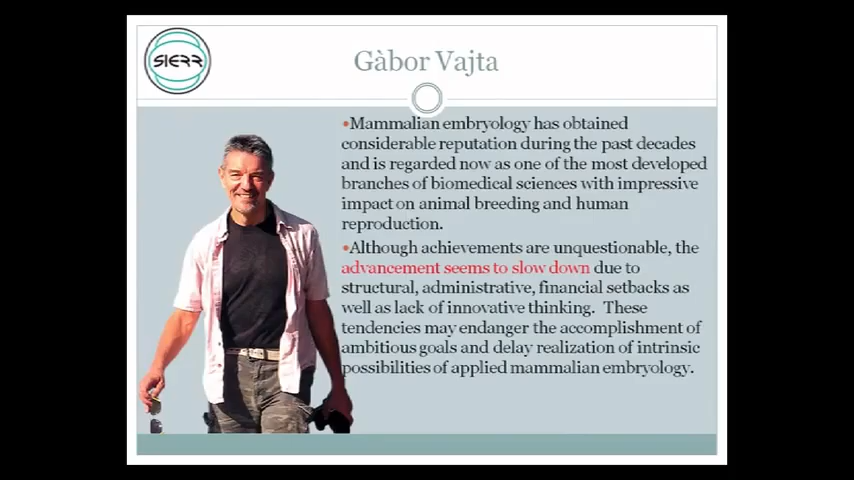 SIERR
Gàbor Vajta
•Mammalian embryology has obtained
considerable reputation during the past decades
and is regarded now as one of the most developed
branches of biomedical sciences with impressive
impact on animal breeding and human
reproduction.
•Although achievements are unquestionable, the
advancement seems to slow down due to
structural, administrative, financial setbacks as
well as lack of innovative thinking.  These
tendencies may endanger the accomplishment of
ambitious goals and delay realization of intrinsic
possibilities of applied mammalian embryology.